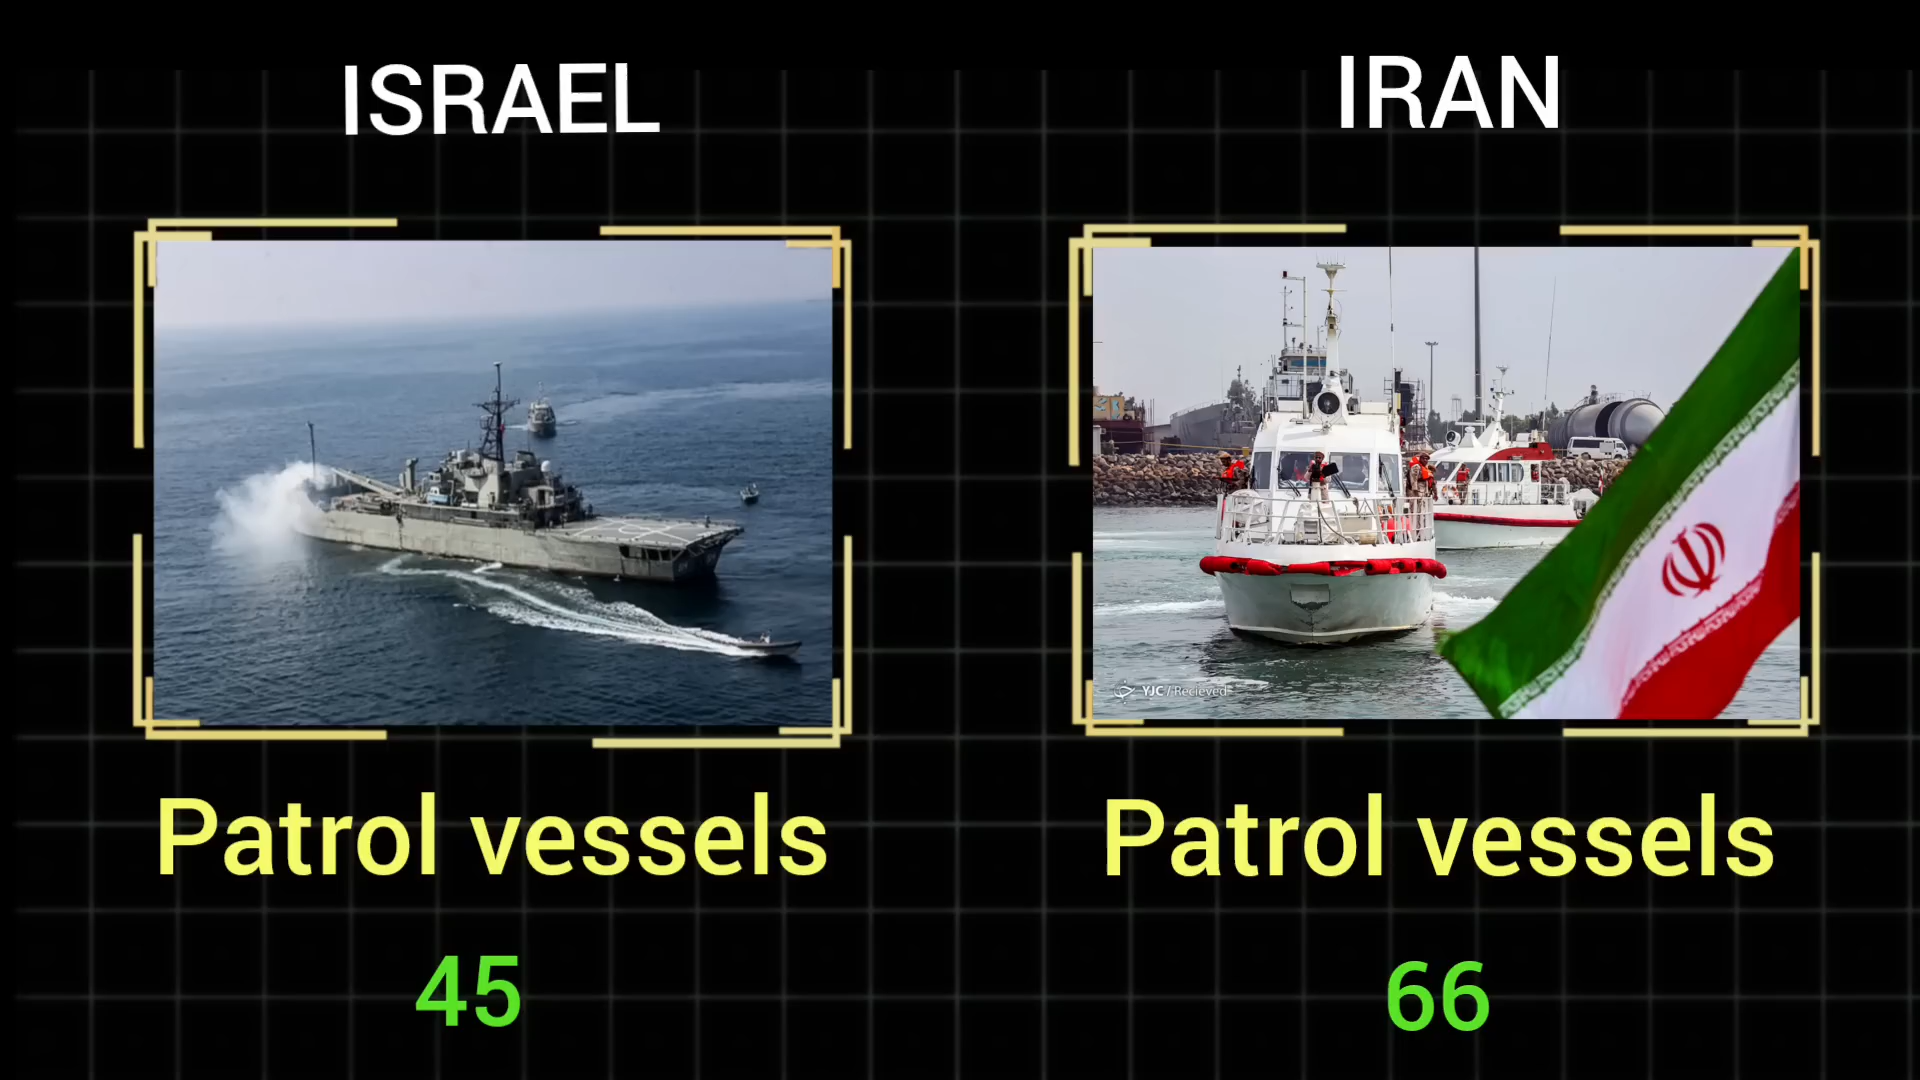 ISRAEL
IRAN
YJC / Recieved
Patrol vessels
Patrol vessels
45
66